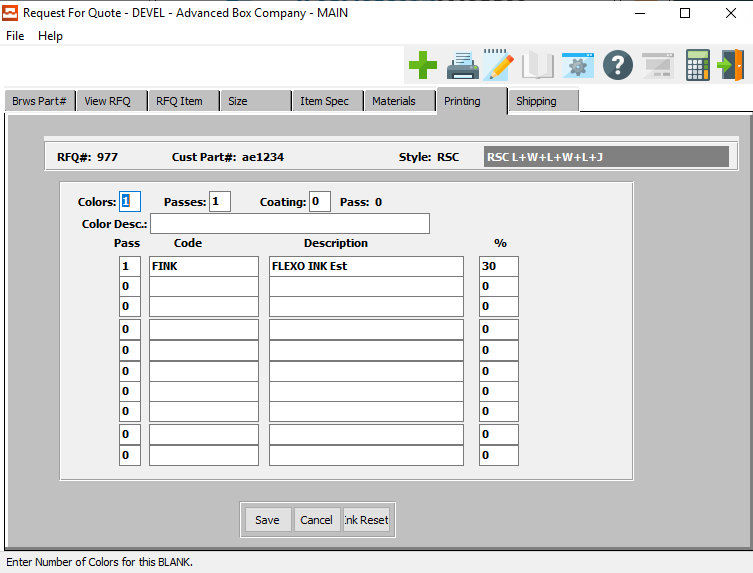 Request For Quote - DEVEL - Advanced Box Company - MAIN
File Help
Brws Part# View RFQ RFQ Item Size Item Spec Materials Printing Shipping
RFQ#: 977 Cust Part#: ae1234 Style: RSC RSC L+W+L+W+L+J
Colors: 1 Passes: 1 Coating: 0 Pass: 0
Color Desc.:
Pass Code Description %
1 FINK FLEXO INK Est 30
0 0
0 0
0 0
0 0
0 0
0 0
0 0
0 0
0 0
Save Cancel Ink Reset
Enter Number of Colors for this BLANK.